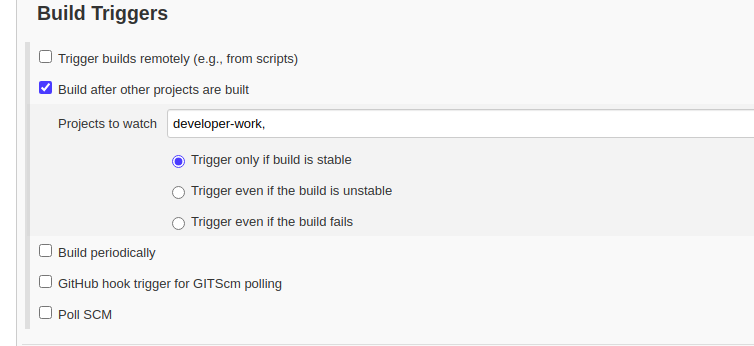 Build Triggers
Trigger builds remotely (e.g., from scripts)
Build after other projects are built
Projects to watch developer-work,
Trigger only if build is stable
Trigger even if the build is unstable
Trigger even if the build fails
Build periodically
GitHub hook trigger for GITScm polling
Poll SCM